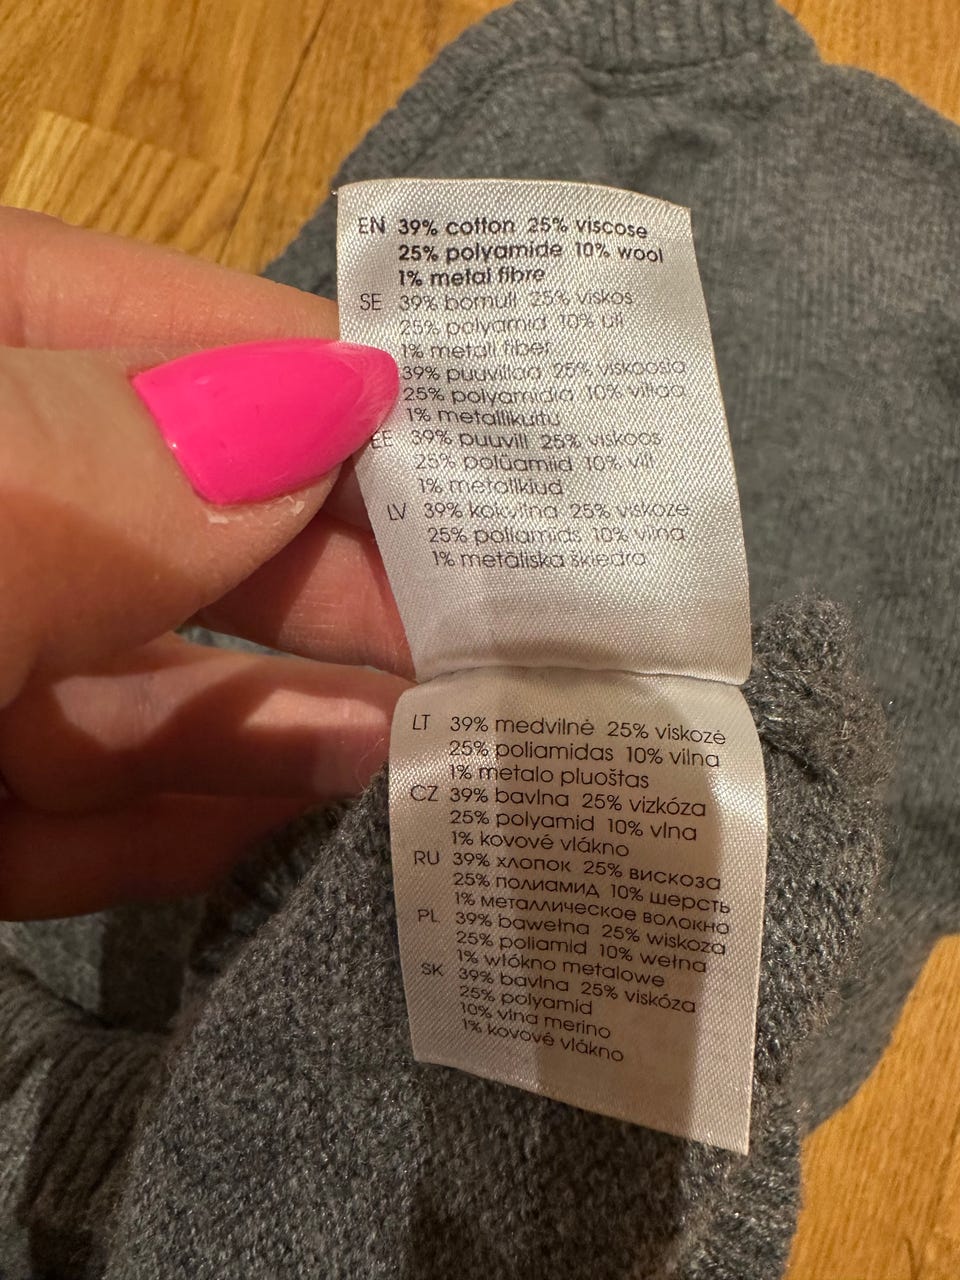 EN 39% cotton 25% viscose
25% polyamide 10% wool
1% metal fibre
SE 39% bomull 25% viskos
25% polyamid 10% ull
1% metall fiber
39% puuvillaa 25% viskoosia
25% polyamidia 10% villaa
1% metallikuitu
EE 39% puuvill 25% viskoos
25% polüamiid 10% vill
1% metallkiud
LV 39% kokvilna 25% viskoze
25% poliamids 10% vilna
1% metāliska šķiedra
LT 39% medvilnė 25% viskozė
25% poliamidas 10% vilna
1% metalo pluoštas
CZ 39% bavlna 25% vizkóza
25% polyamid 10% vlna
1% kovové vlákno
RU 39% хлопок 25% вискоза
25% полиамид 10% шерсть
1% металлическое волокно
PL 39% bawełna 25% wiskoza
25% poliamid 10% wełna
1% włókno metalowe
SK 39% bavlna 25% viskóza
25% polyamid
10% vlna merino
1% kovové vlákno